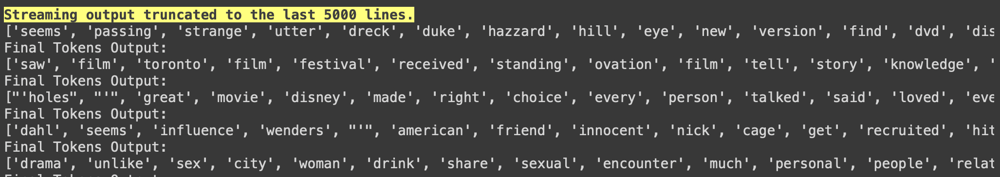 Streaming output truncated to the last 5000 lines.
['seems', 'passing', 'strange', 'utter', 'dreck', 'duke', 'hazzard', 'hill', 'eye', 'new', 'version', 'find', 'dvd', 'dis
Final Tokens Output:
['saw', 'film', 'toronto', 'film', 'festival', 'received', 'standing', 'ovation', 'film', 'tell', 'story', 'knowledge', '
Final Tokens Output:
["'holes", "'", 'great', 'movie', 'disney', 'made', 'right', 'choice', 'every', 'person', 'talked', 'said', 'loved', 'eve
Final Tokens Output:
['dahl', 'seems', 'influence', 'wenders', "'", 'american', 'friend', 'innocent', 'nick', 'cage', 'get', 'recruited', 'hit
Final Tokens Output:
['drama', 'unlike', 'sex', 'city', 'woman', 'drink', 'share', 'sexual', 'encounter', 'much', 'personal', 'people', 'relat
Final Tokens Output: